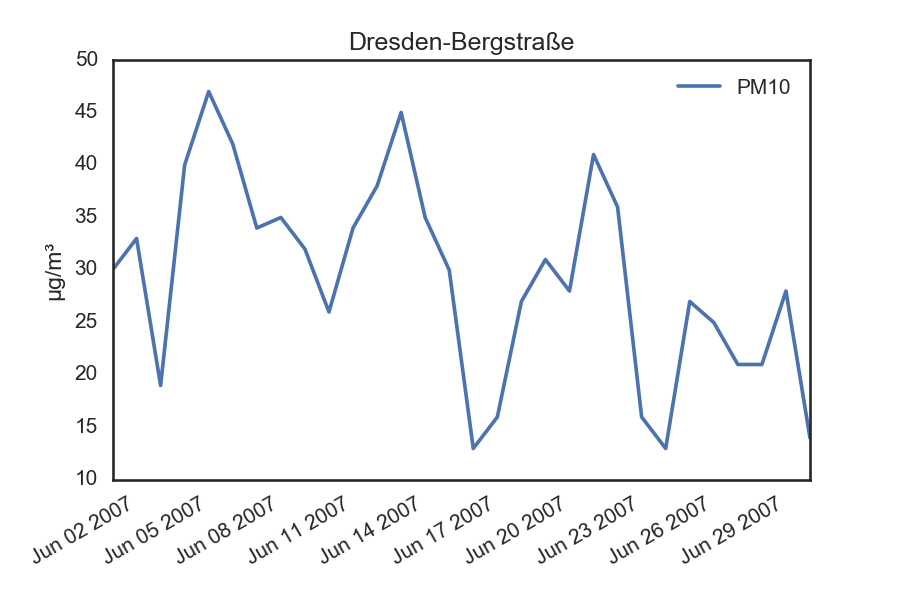 Dresden-Bergstraße
PM10
µg/m³
50
45
40
35
30
25
20
15
10
Jun 02 2007
Jun 05 2007
Jun 08 2007
Jun 11 2007
Jun 14 2007
Jun 17 2007
Jun 20 2007
Jun 23 2007
Jun 26 2007
Jun 29 2007